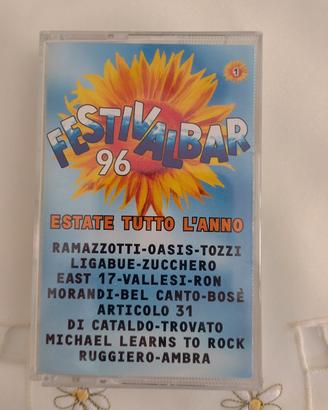 1
FESTIVALBAR
96
ESTATE TUTTO L'ANNO
RAMAZZOTTI-OASIS-TOZZI
LIGABUE-ZUCCHERO
EAST 17-VALLESI-RON
MORANDI-BEL CANTO-BOSÈ
ARTICOLO 31
DI CATALDO-TROVATO
MICHAEL LEARNS TO ROCK
RUGGIERO-AMBRA